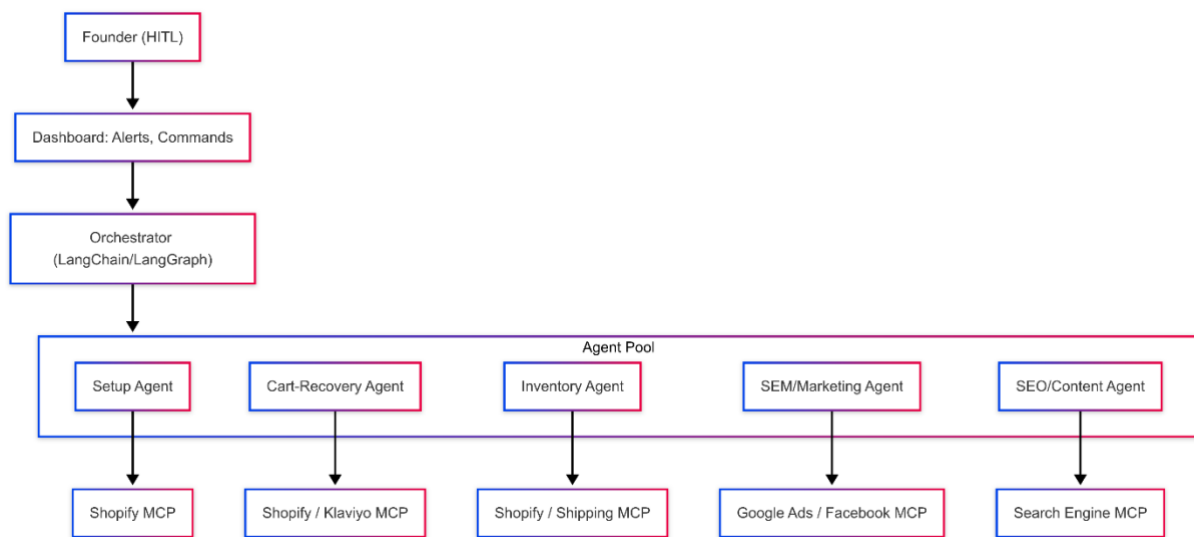 Founder (HITL)
Dashboard: Alerts, Commands
Orchestrator
(LangChain/LangGraph)
Agent Pool
Setup Agent
Cart-Recovery Agent
Inventory Agent
SEM/Marketing Agent
SEO/Content Agent
Shopify MCP
Shopify / Klaviyo MCP
Shopify / Shipping MCP
Google Ads / Facebook MCP
Search Engine MCP